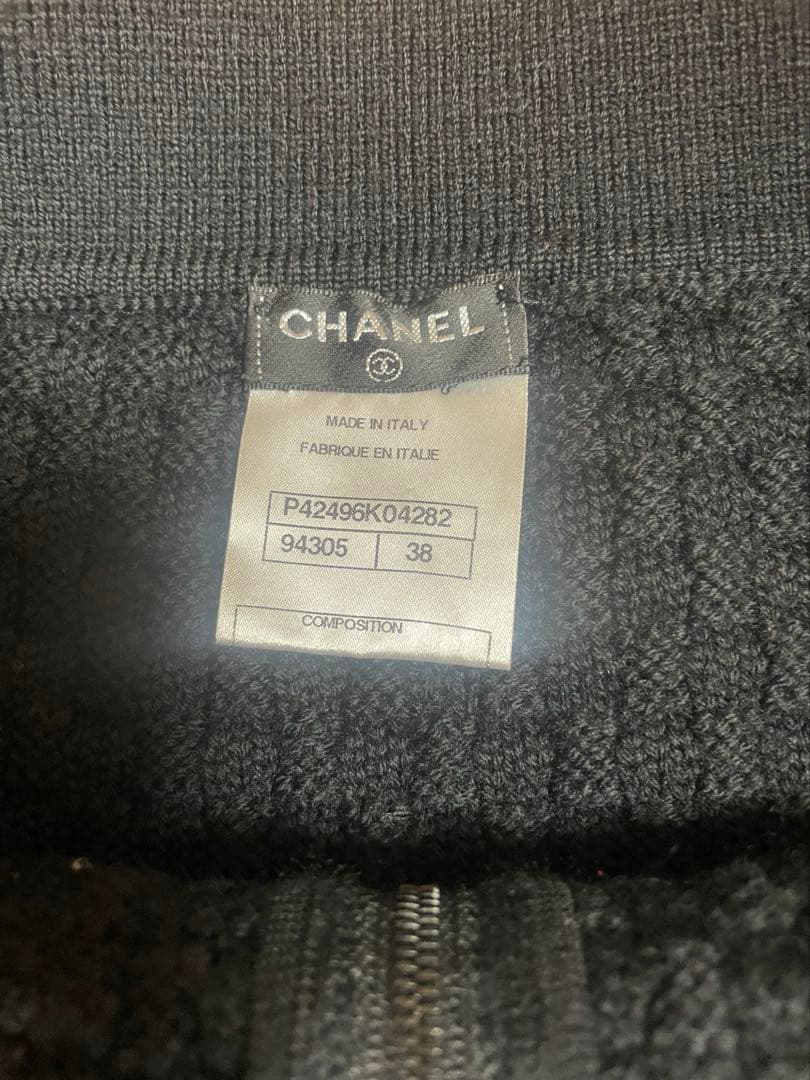 CHANEL
MADE IN ITALY
FABRIQUE EN ITALIE
P42496K04282
94305 38
COMPOSITION